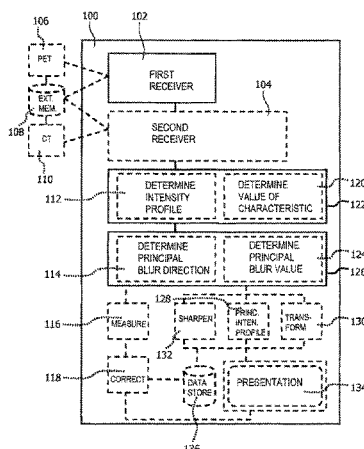 106
100
102
PET
FIRST
RECEIVER
104
EXT.
MEM.
108
SECOND
RECEIVER
CT
110
112
DETERMINE
INTENSITY
PROFILE
DETERMINE
VALUE OF
CHARACTERISTIC
120
122
114
DETERMINE
PRINCIPAL
BLUR DIRECTION
DETERMINE
PRINCIPAL
BLUR VALUE
124
126
116
MEASURE
SHARPEN
128
PRINC.
INTEN.
PROFILE
TRANS-
FORM
130
132
118
CORRECT
DATA
STORE
PRESENTATION
134
136